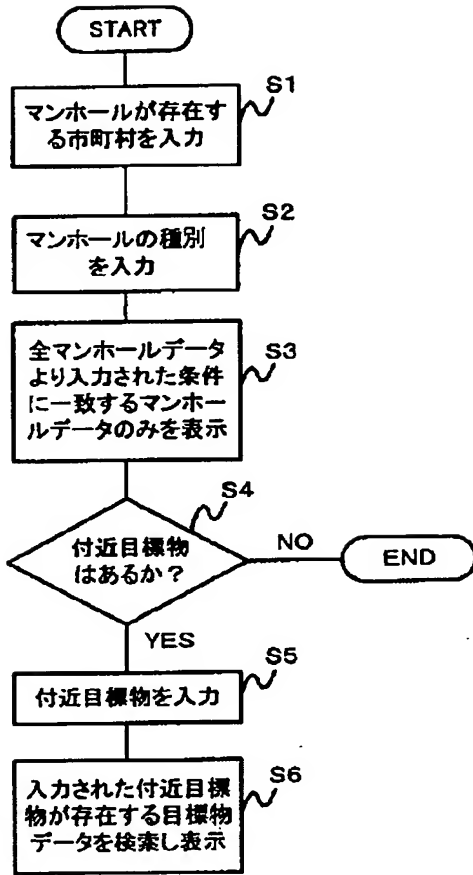 START
S1
マンホールが存在す
る市町村を入力
S2
マンホールの種別
を入力
S3
全マンホールデータ
より入力された条件
に一致するマンホー
ルデータのみを表示
S4
付近目標物
はあるか？
NO
END
YES
S5
付近目標物を入力
S6
入力された付近目標
物が存在する目標物
データを検索し表示